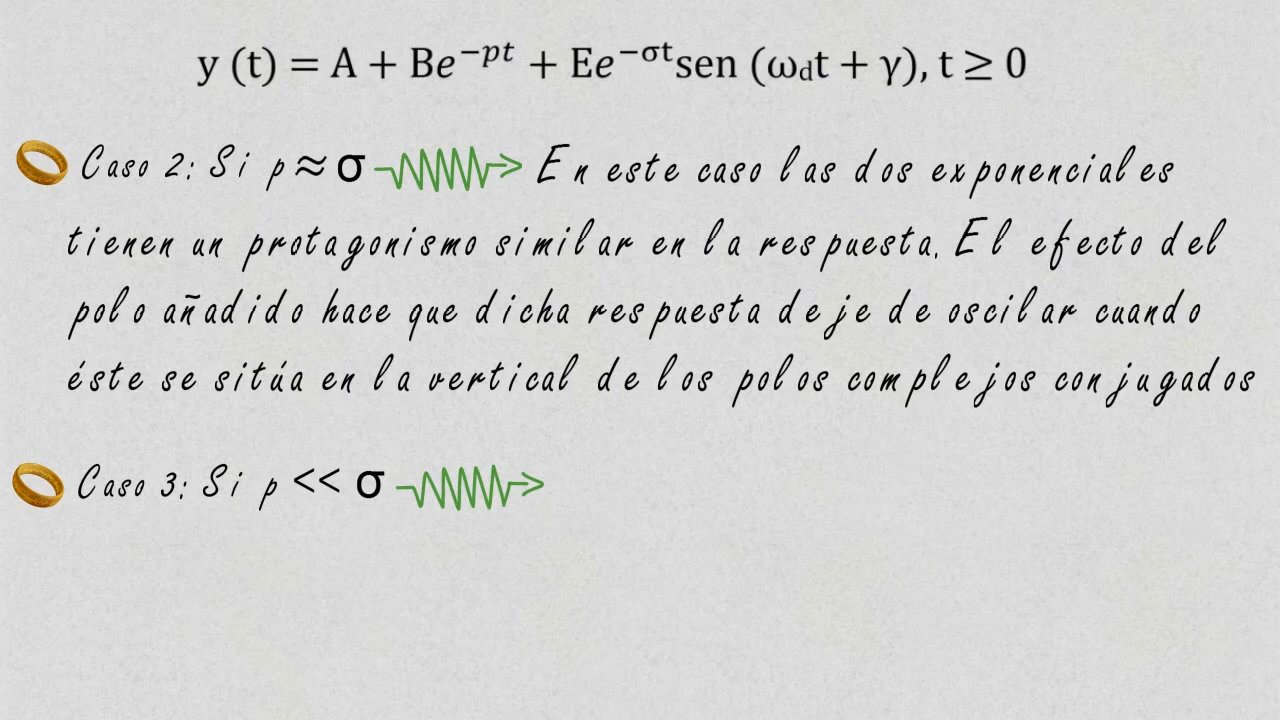 y (t) = A + Be^{−pt} + Ee^{−σt}sen (ω_dt + γ), t ≥ 0
Caso 2: Si p ≈ σ En este caso las dos exponenciales
tienen un protagonismo similar en la respuesta. El efecto del
polo añadido hace que dicha respuesta deje de oscilar cuando
éste se sitúa en la vertical de los polos complejos conjugados
Caso 3: Si p << σ